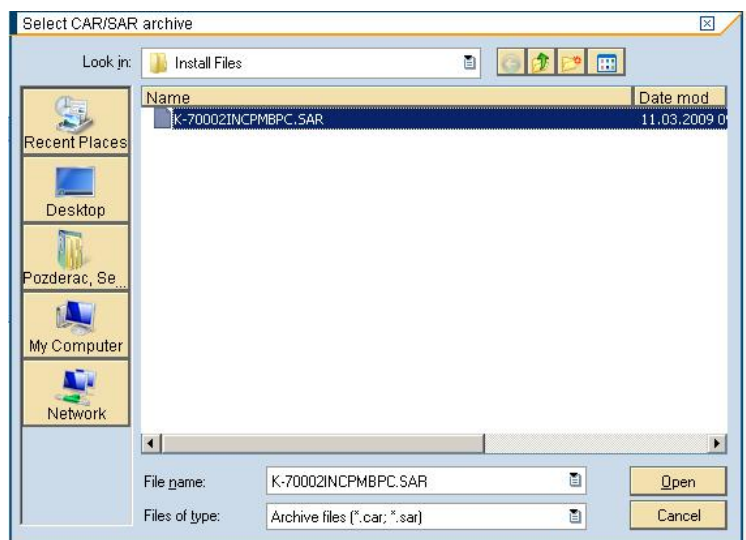 Select CAR/SAR archive
Look in: Install Files
Name Date mod
K-70002INCPMBPC.SAR 11.03.2009
Recent Places
Desktop
Pozderac, Se...
My Computer
Network
File name: K-70002INCPMBPC.SAR Open
Files of type: Archive files (*.car; *.sar) Cancel